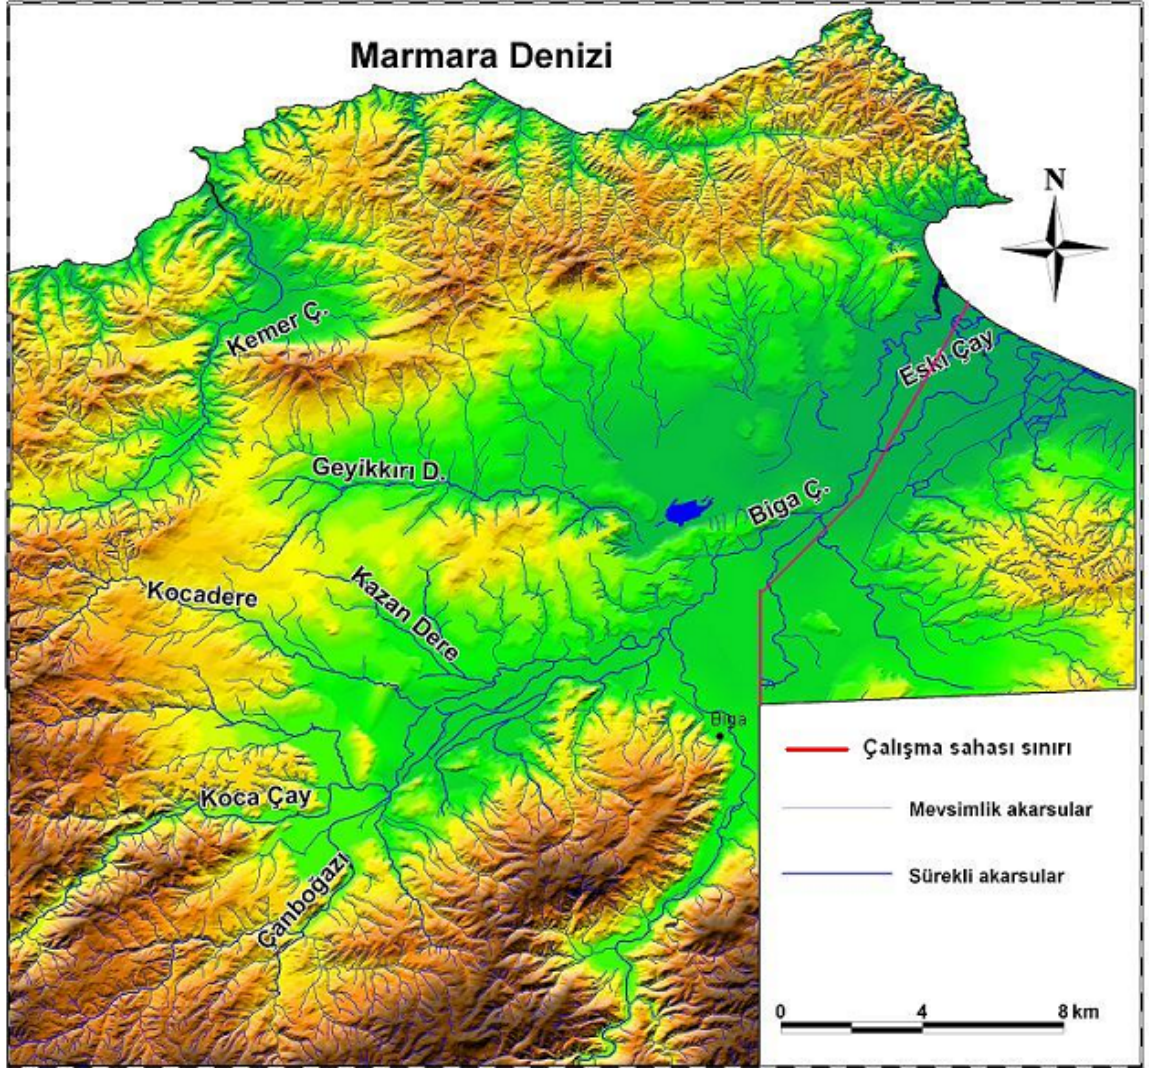 Marmara Denizi
N
Kemer Ç.
Eski Çay
Geyikkırı D.
Biga Ç.
Kocadere
Kazan Dere
Biga
Koca Çay
Çanboğazı
Çalışma sahası sınırı
Mevsimlik akarsular
Sürekli akarsular
0 4 8 km